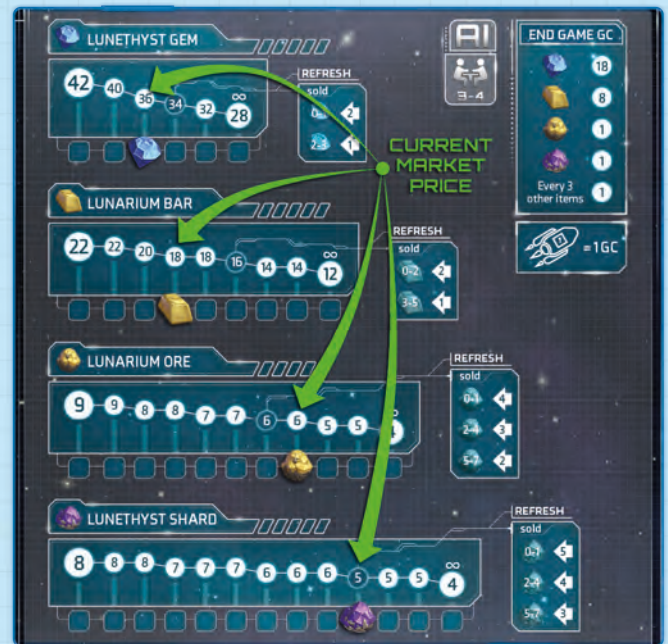 LUNETHYST GEM
42 40 36 34 32 ∞ 28
REFRESH
sold
2
2-3 1
AI
3-4
END GAME GC
18
8
1
1
Every 3
other items
1
=1GC
CURRENT
MARKET
PRICE
LUNARIUM BAR
22 22 20 18 18 16 14 14 ∞ 12
REFRESH
sold
0-2 2
3-5 1
LUNARIUM ORE
9 9 8 8 7 7 6 6 5 5 4
REFRESH
sold
0-1 4
2-4 3
5-7 2
LUNETHYST SHARD
8 8 8 7 7 7 6 6 6 5 5 5 ∞ 4
REFRESH
sold
0-1 5
2-4 4
5-7 3